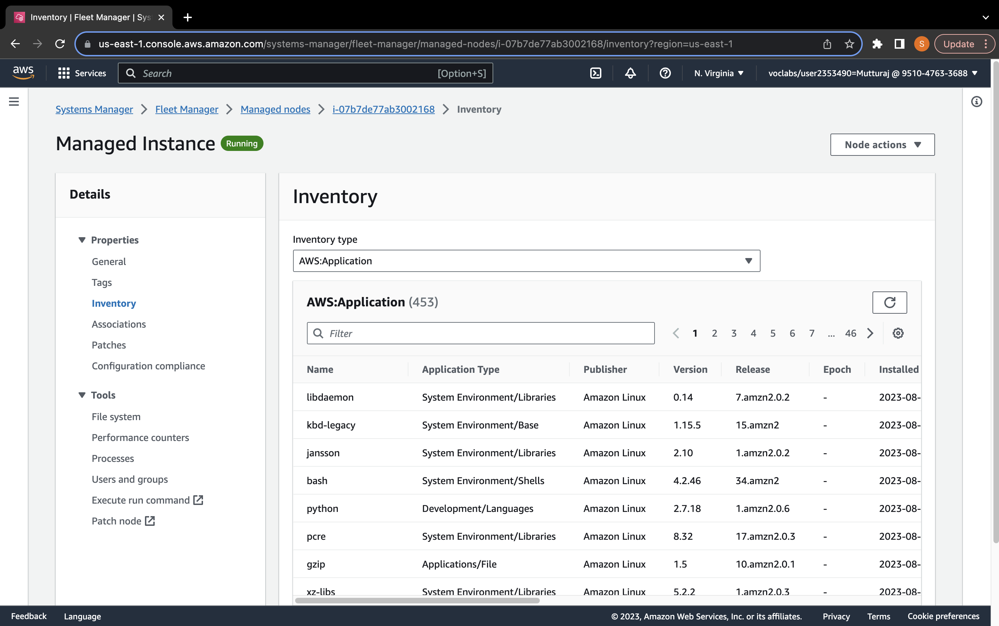 Inventory | Fleet Manager | Sys
us-east-1.console.aws.amazon.com/systems-manager/fleet-manager/managed-nodes/i-07b7de77ab3002168/inventory?region=us-east-1
S
Update
aws
Services
Search
[Option+S]
N. Virginia
voclabs/user2353490=Mutturaj @ 9510-4763-3688
Systems Manager > Fleet Manager > Managed nodes > i-07b7de77ab3002168 > Inventory
Managed Instance
Running
Node actions
Details
Properties
General
Tags
Inventory
Associations
Patches
Configuration compliance
Tools
File system
Performance counters
Processes
Users and groups
Execute run command
Patch node
Inventory
Inventory type
AWS:Application
AWS:Application (453)
Filter
1 2 3 4 5 6 7 ... 46
Name Application Type Publisher Version Release Epoch Installed
libdaemon System Environment/Libraries Amazon Linux 0.14 7.amzn2.0.2 - 2023-08-
kbd-legacy System Environment/Base Amazon Linux 1.15.5 15.amzn2 - 2023-08-
jansson System Environment/Libraries Amazon Linux 2.10 1.amzn2.0.2 - 2023-08-
bash System Environment/Shells Amazon Linux 4.2.46 34.amzn2 - 2023-08-
python Development/Languages Amazon Linux 2.7.18 1.amzn2.0.6 - 2023-08-
pcre System Environment/Libraries Amazon Linux 8.32 17.amzn2.0.3 - 2023-08-
gzip Applications/File Amazon Linux 1.5 10.amzn2.0.1 - 2023-08-
xz-libs System Environment/Libraries Amazon Linux 5.2.2 1.amzn2.0.3 - 2023-08-
Feedback Language © 2023, Amazon Web Services, Inc. or its affiliates. Privacy Terms Cookie preferences